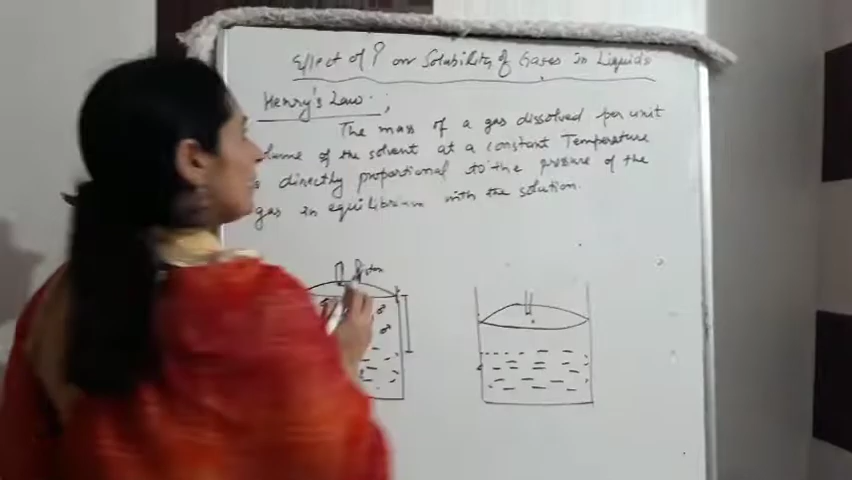 Effect of P on Solubility of Gases in Liquids
Henry's Law
The mass of a gas dissolved per unit
olume of the solvent at a constant Temperature
s directly proportional to the pressure of the
gas in equilibrium with the solution.